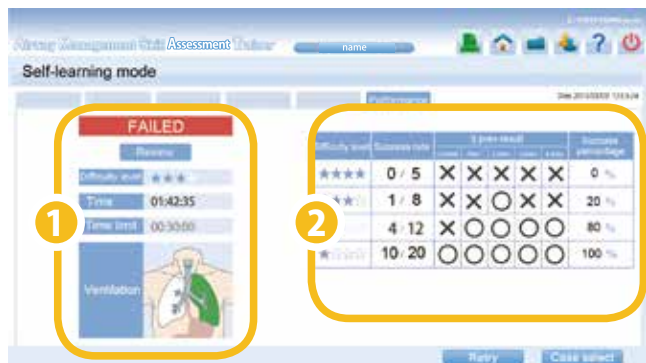 Airway Management Skill Assessment Trainer
name
?
Self-learning mode
FAILED
Review
Difficulty level
Time 01:42:35
Time limit 00:30:00
Ventilation
1
2
Difficulty level Success rate 5 prev result Success percentage
0 / 5 X X X X X 0 %
1 / 8 X X O X X 20 %
4 / 12 X O O O O 80 %
10 / 20 O O O O O 100 %
Retry Case select